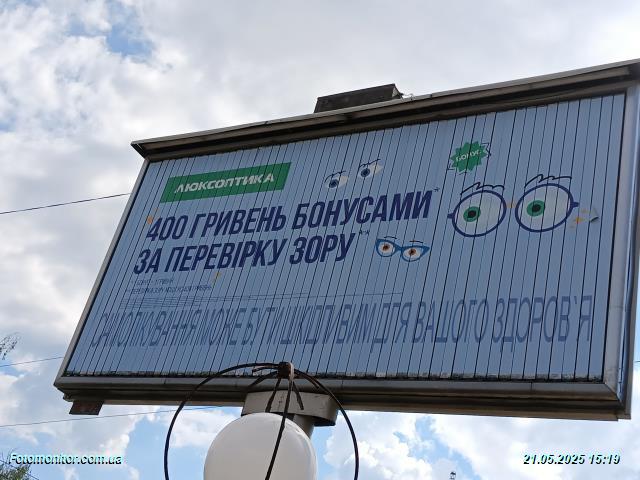 ЛЮКСОПТИКА
БОНУС
400 ГРИВЕНЬ БОНУСАМИ*
ЗА ПЕРЕВІРКУ ЗОРУ**
САМОЛІКУВАННЯ МОЖЕ БУТИ ШКІДЛИВИМ ДЛЯ ВАШОГО ЗДОРОВ`Я
Fotomonitor.com.ua
21.05.2025 15:19